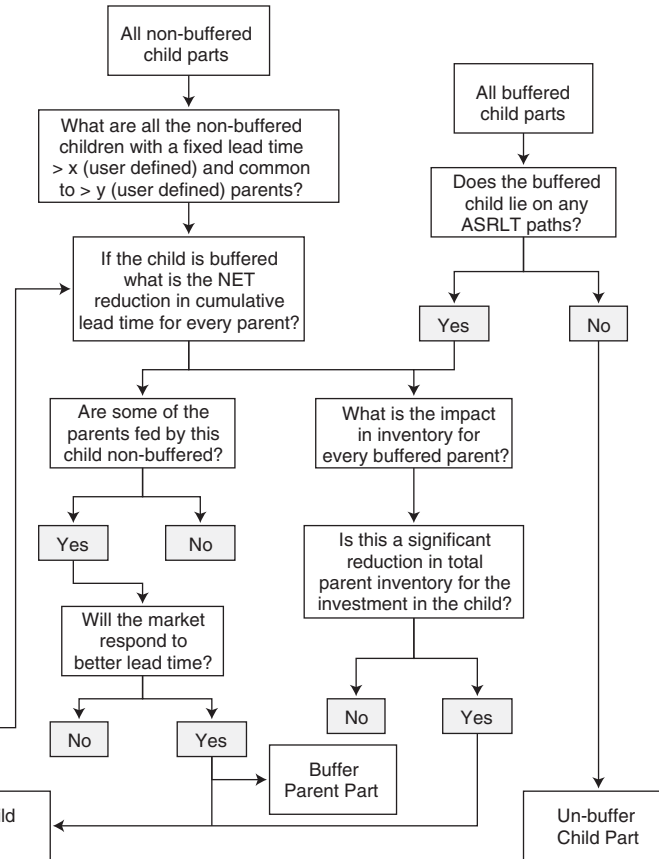 All non-buffered
child parts
All buffered
child parts
What are all the non-buffered
children with a fixed lead time
> x (user defined) and common
to > y (user defined) parents?
Does the buffered
child lie on any
ASRLT paths?
If the child is buffered
what is the NET
reduction in cumulative
lead time for every parent?
Yes
No
Are some of the
parents fed by this
child non-buffered?
What is the impact
in inventory for
every buffered parent?
Yes
No
Is this a significant
reduction in total
parent inventory for the
investment in the child?
Will the market
respond to
better lead time?
No
Yes
No
Yes
Buffer
Parent Part
Un-buffer
Child Part